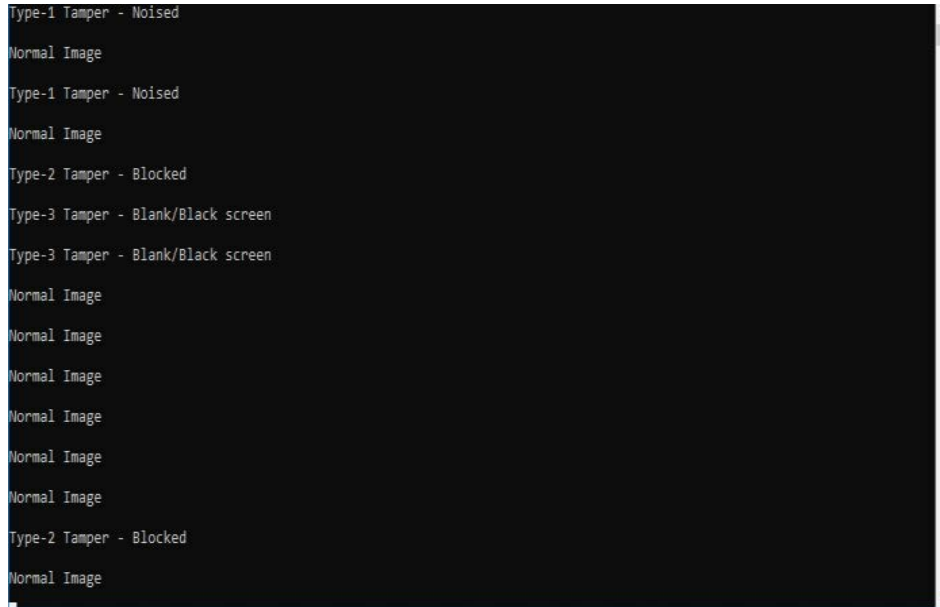 Type-1 Tamper - Noised
Normal Image
Type-1 Tamper - Noised
Normal Image
Type-2 Tamper - Blocked
Type-3 Tamper - Blank/Black screen
Type-3 Tamper - Blank/Black screen
Normal Image
Normal Image
Normal Image
Normal Image
Normal Image
Normal Image
Type-2 Tamper - Blocked
Normal Image